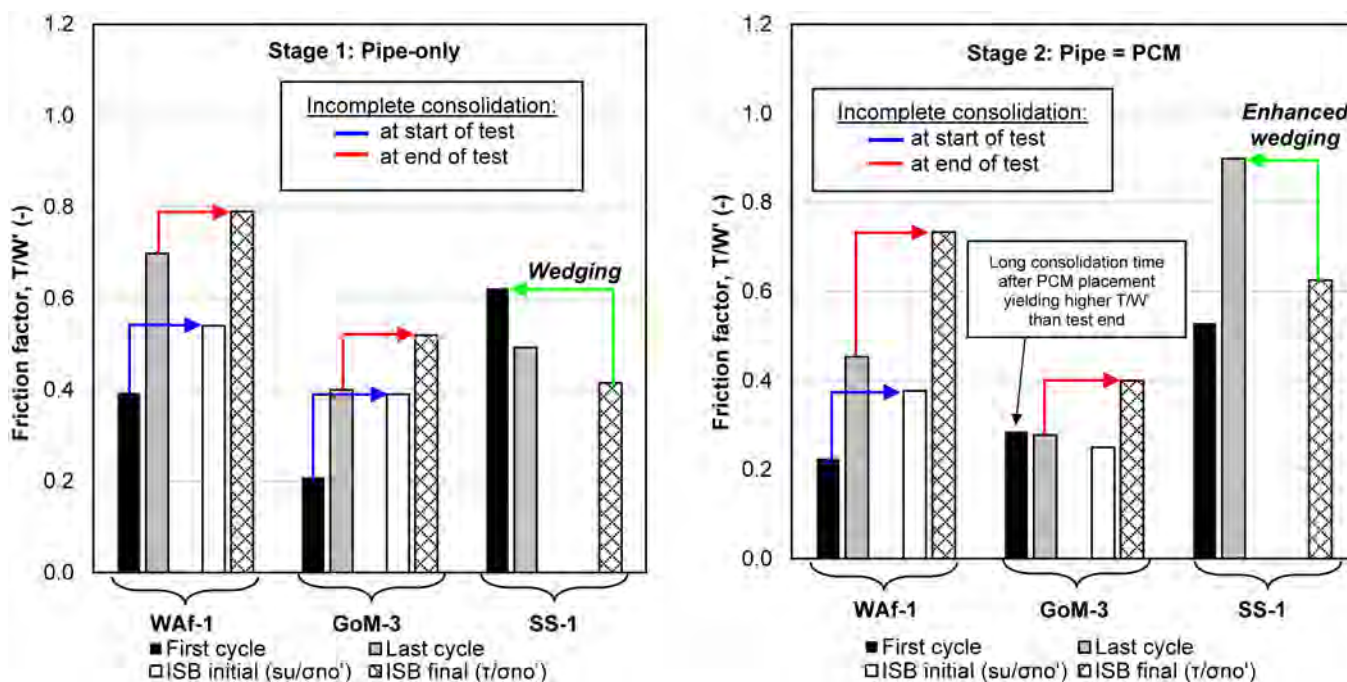 Stage 1: Pipe-only
Incomplete consolidation:
at start of test
at end of test
Wedging
Friction factor, T/W' (-)
1.2
1.0
0.8
0.6
0.4
0.2
0.0
WAf-1
GoM-3
SS-1
First cycle
Last cycle
ISB initial (su/σno')
ISB final (τ/σno')
Stage 2: Pipe = PCM
Incomplete consolidation:
at start of test
at end of test
Enhanced
wedging
Long consolidation time
after PCM placement
yielding higher T/W'
than test end
Friction factor, T/W' (-)
1.2
1.0
0.8
0.6
0.4
0.2
0.0
WAf-1
GoM-3
SS-1
First cycle
Last cycle
ISB initial (su/σno')
ISB final (τ/σno')